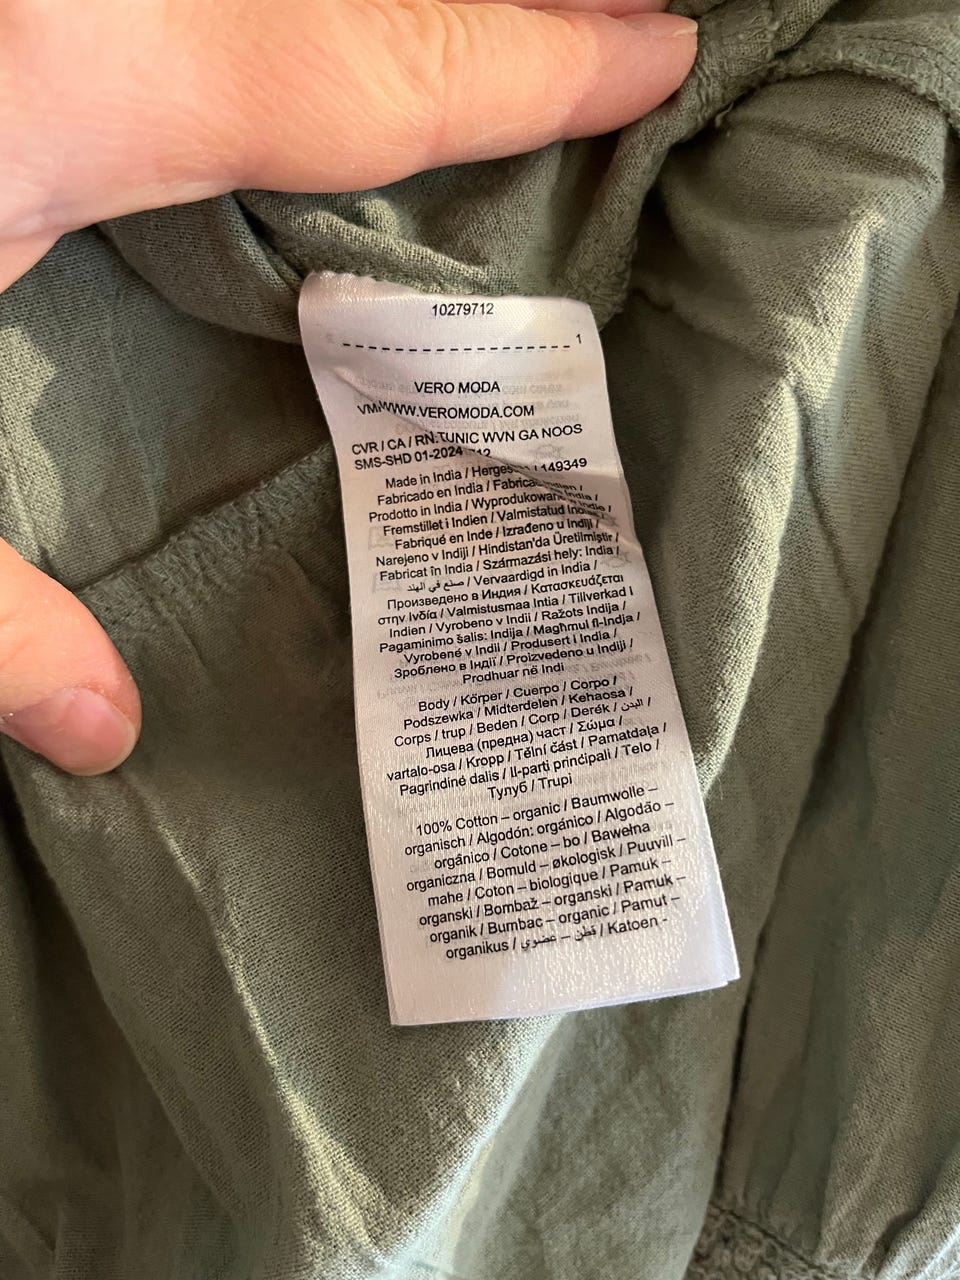 10279712
1
VERO MODA
WWW.VEROMODA.COM
CVR / CA / RN: TUNIC WVN GA NOOS
SMS-SHD 01-2024
Made in India / 149349
Fabricado en India /
Prodotto in India / Wyprodukowano
Fremstillet i Indien / Valmistatud
Fabriqué en Inde / Izrađeno u Indiji /
Narejeno v Indiji / Hindistan'da Üretilmiştir /
Fabricat în India / Származási hely: India /
صنع في الهند / Vervaardigd in India /
Произведено в Индия / Κατασκευάζεται
στην Ινδία / Valmistusmaa Intia / Tillverkad i
Indien / Vyrobeno v Indii / Ražots Indija /
Pagaminimo šalis: Indija / Magħmul fl-Indja /
Vyrobené v Indii / Produsert i India /
Зроблено в Індії / Proizvedeno u Indiji /
Prodhuar në Indi
Body / Körper / Cuerpo / Corpo /
Podszewka / Midterdelen / Kehaosa /
Corps / trup / Beden / Corp / Derék / البدن /
Лицева (предна) част / Σώμα /
vartalo-osa / Kropp / Tělní část / Pamatdaļa /
Pagrindinė dalis / Il-parti prinċipali / Telo /
Тулуб / Trupi
100% Cotton – organic / Baumwolle –
organisch / Algodón: orgánico / Algodão –
orgânico / Cotone – bo / Bawełna
organiczna / Bomuld – økologisk / Puuvill –
mahe / Coton – biologique / Pamuk –
organski / Bombaž – organski / Pamuk –
organik / Bumbac – organic / Pamut –
organikus / قطن – عضوي / Katoen -